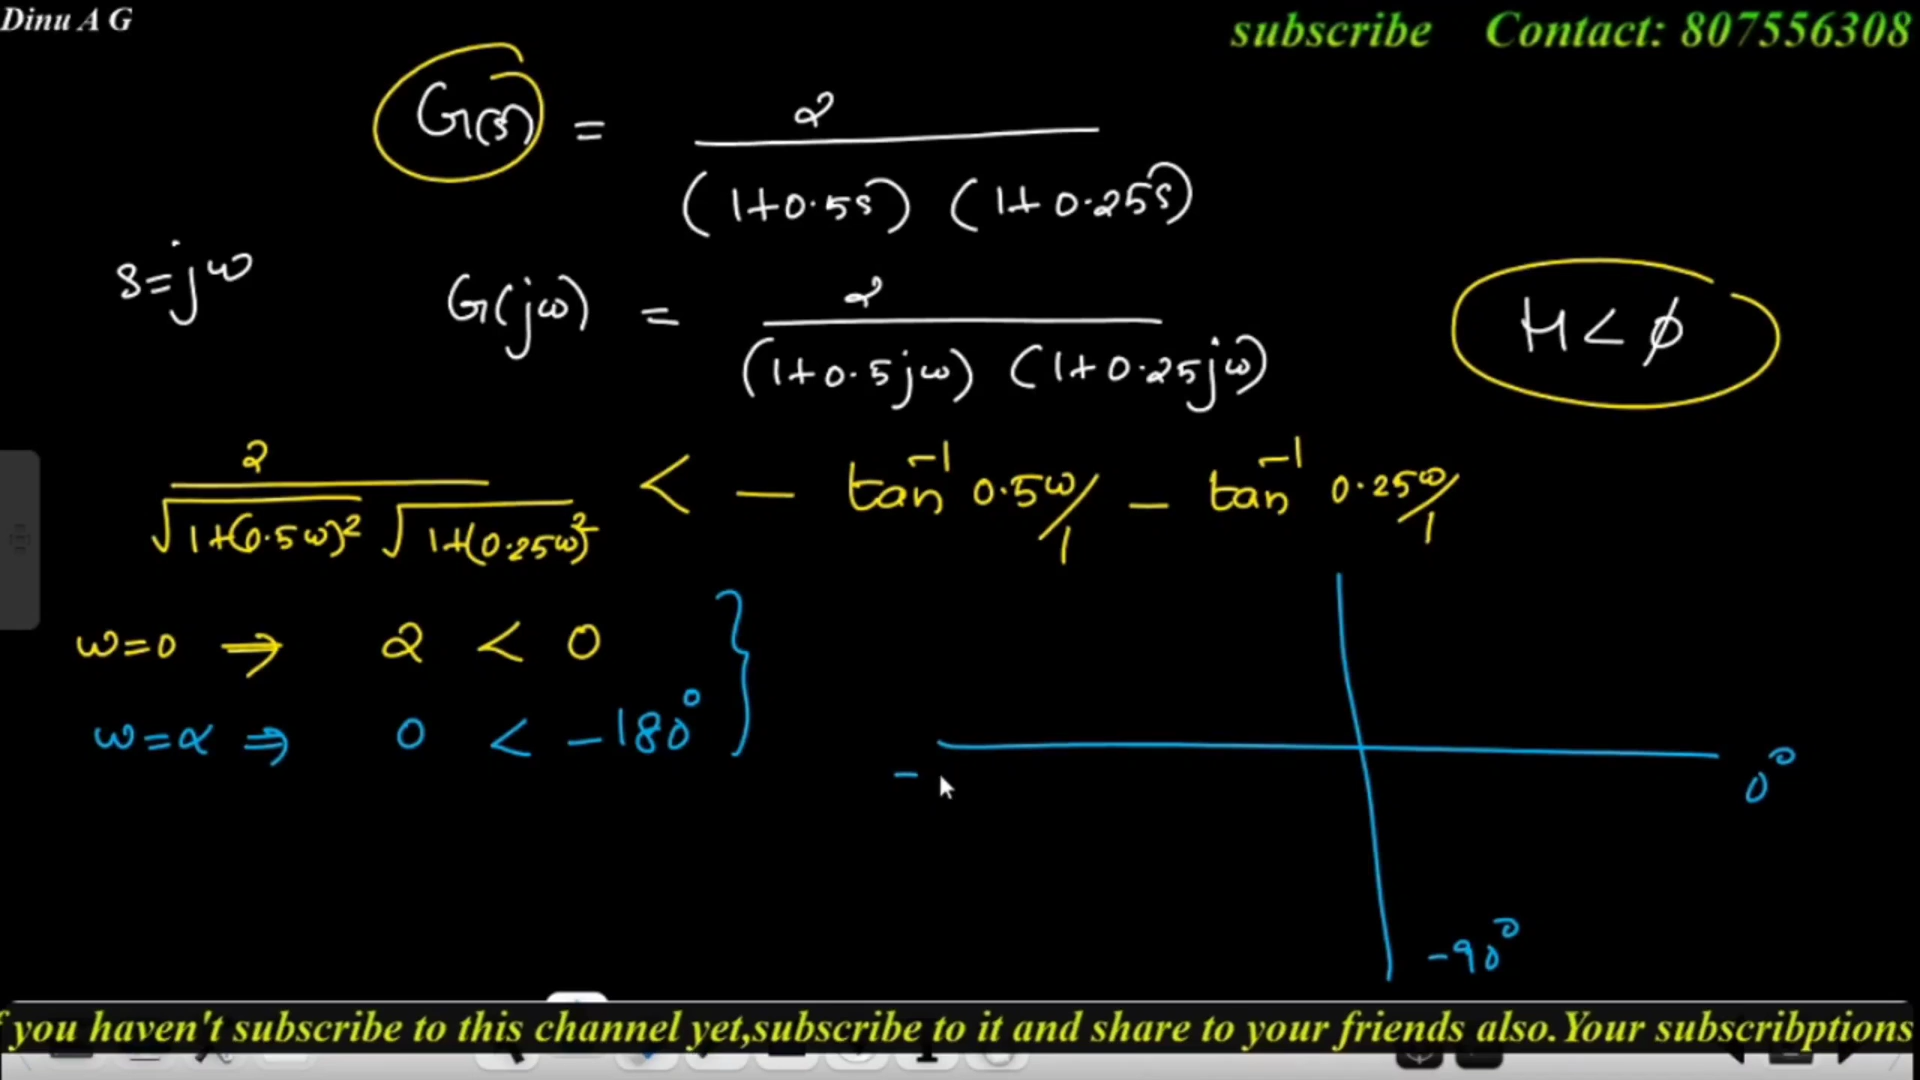 Dinu A G
subscribe Contact: 807556308
G(s) = 2 / (1+0.5s) (1+0.25s)
s=jω
G(jω) = 2 / (1+0.5jω) (1+0.25jω)
M < ϕ
2 / √1+(0.5ω)² √1+(0.25ω)² < - tan⁻¹ 0.5ω/1 - tan⁻¹ 0.25ω/1
ω=0 ⇒ 2 < 0
ω=α ⇒ 0 < -180°
-
0°
-90°
f you haven't subscribe to this channel yet,subscribe to it and share to your friends also.Your subscribptions